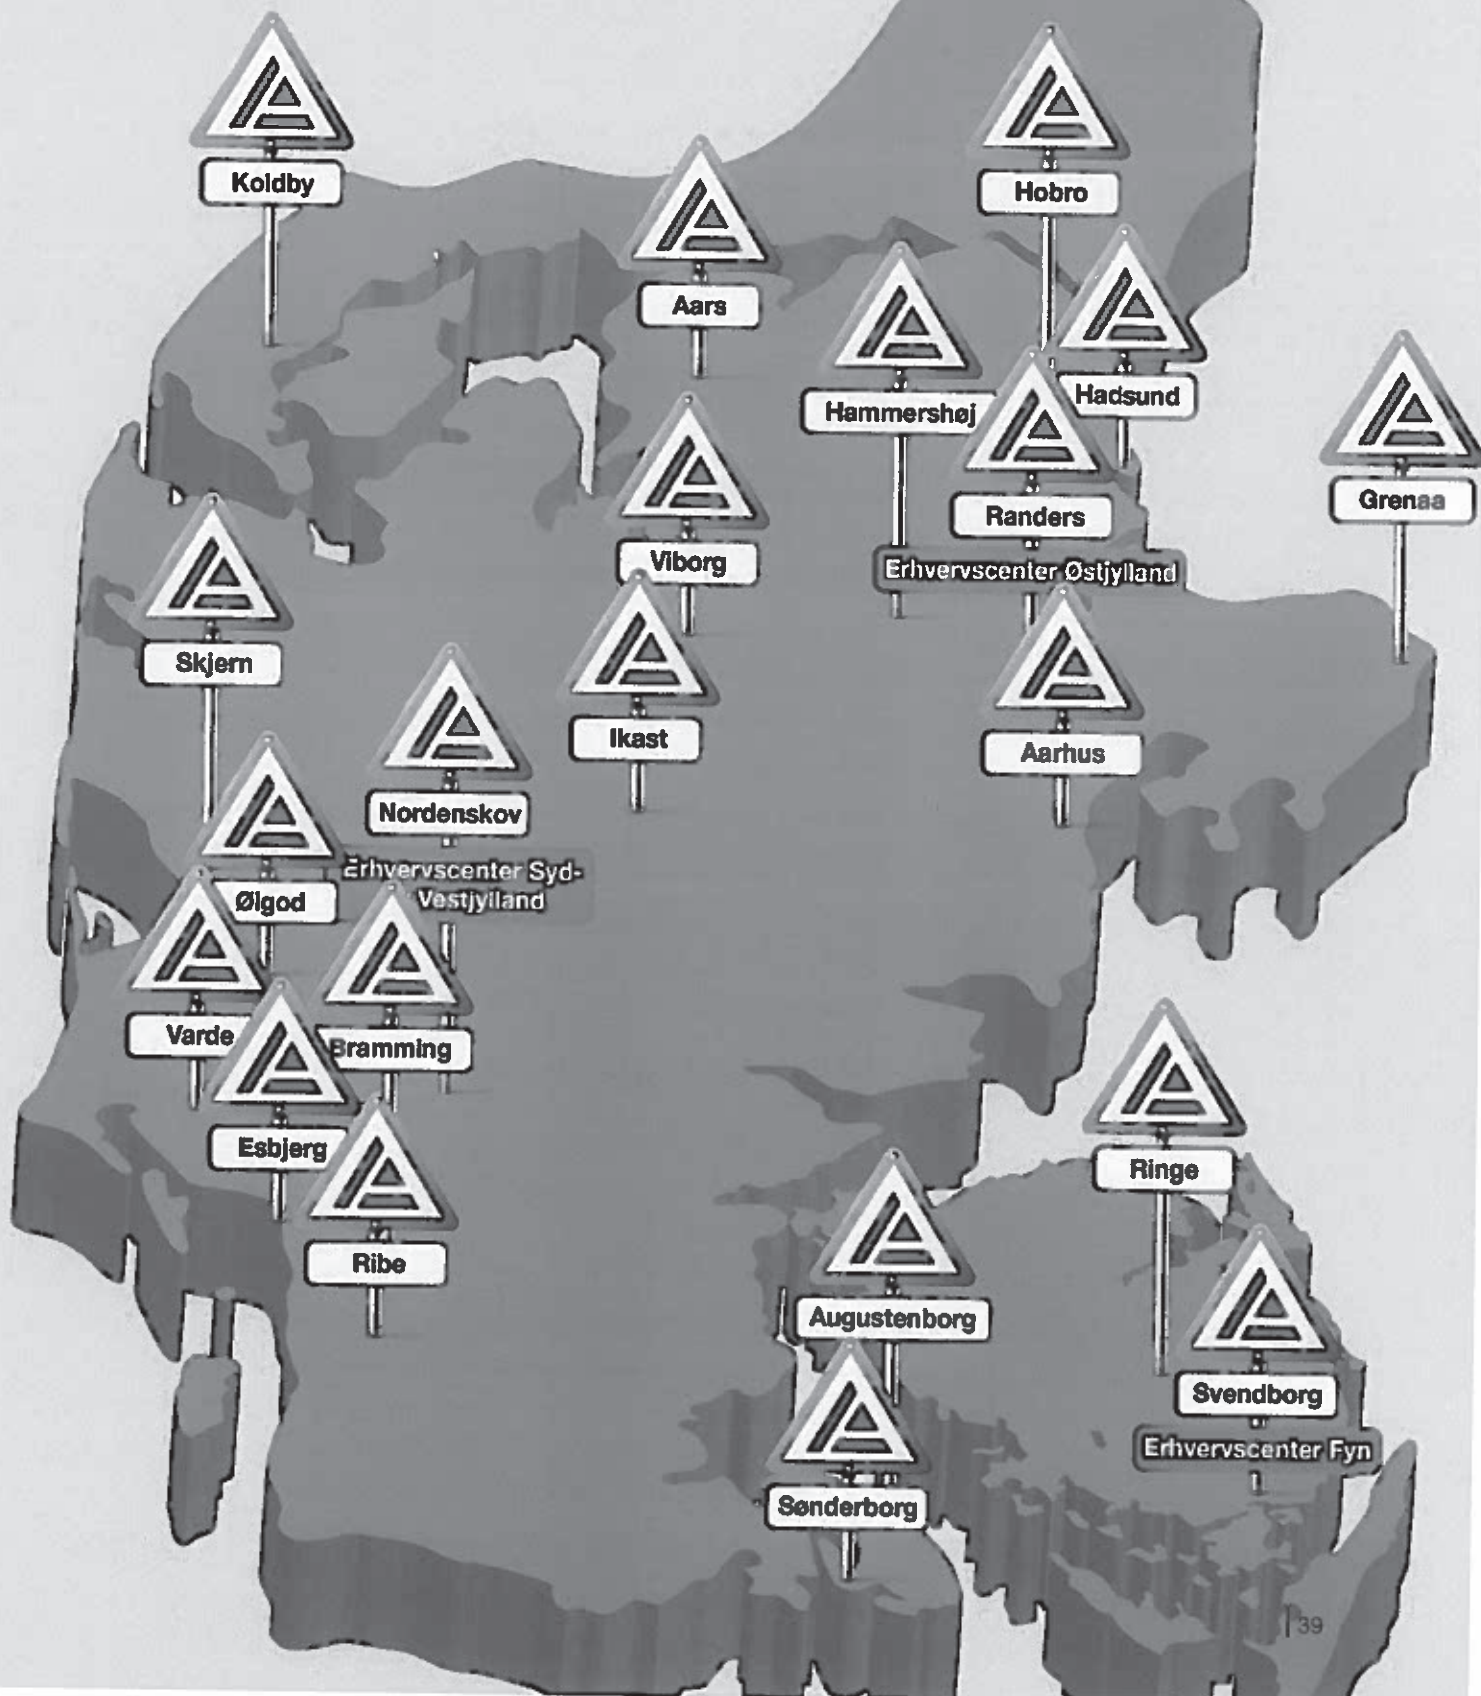 Koldby
Hobro
Aars
Hadsund
Hammershøj
Grenaa
Randers
Erhvervscenter Østjylland
Viborg
Skjern
Ikast
Aarhus
Nordenskov
Erhvervscenter Syd-
Vestjylland
Ølgod
Varde
Bramming
Esbjerg
Ringe
Ribe
Augustenborg
Svendborg
Erhvervscenter Fyn
Sønderborg
39